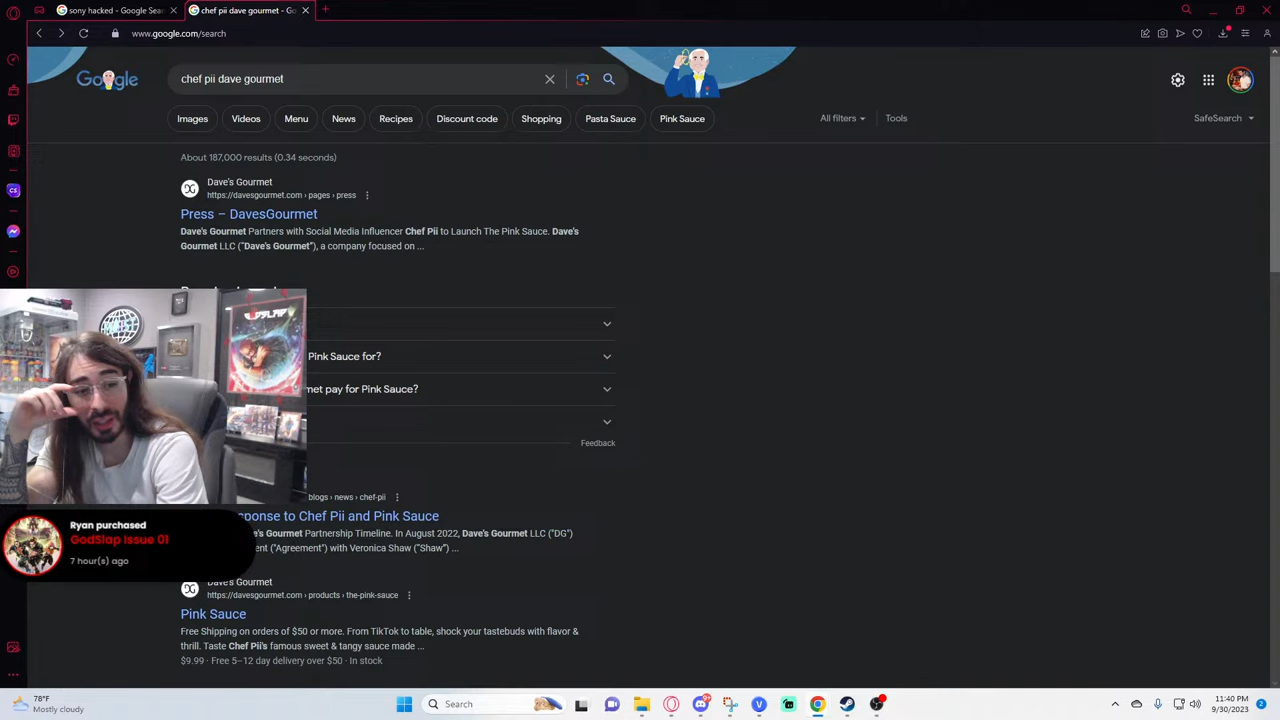 sony hacked - Google Sear
chef pii dave gourmet - Go
www.google.com/search
Google
chef pii dave gourmet
Images
Videos
Menu
News
Recipes
Discount code
Shopping
Pasta Sauce
Pink Sauce
All filters
Tools
SafeSearch
About 187,000 results (0.34 seconds)
Dave's Gourmet
https://davesgourmet.com › pages › press
Press – DavesGourmet
Dave's Gourmet Partners with Social Media Influencer Chef Pii to Launch The Pink Sauce. Dave's
Gourmet LLC ("Dave's Gourmet"), a company focused on ...
Pink Sauce for?
met pay for Pink Sauce?
Feedback
GODSLAP
blogs › news › chef-pii
ponse to Chef Pii and Pink Sauce
e's Gourmet Partnership Timeline. In August 2022, Dave's Gourmet LLC ("DG")
ent ("Agreement") with Veronica Shaw ("Shaw") ...
Ryan purchased
GodSlap Issue 01
7 hour(s) ago
Dave's Gourmet
https://davesgourmet.com › products › the-pink-sauce
Pink Sauce
Free Shipping on orders of $50 or more. From TikTok to table, shock your tastebuds with flavor &
thrill. Taste Chef Pii's famous sweet & tangy sauce made ...
$9.99 · Free 5–12 day delivery over $50 · In stock
78°F
Mostly cloudy
Search
9+
11:40 PM
9/30/2023
2